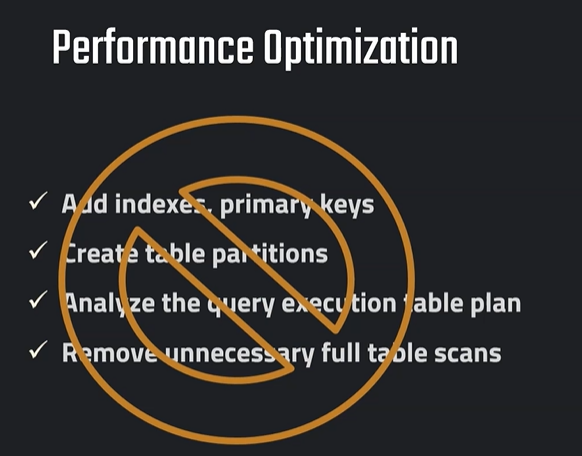 Performance Optimization
✓ Add indexes, primary keys
✓ Create table partitions
✓ Analyze the query execution table plan
✓ Remove unnecessary full table scans